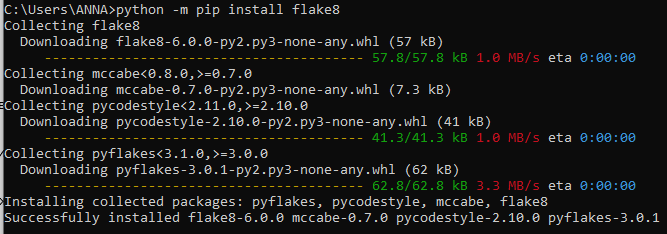 C:\Users\ANNA>python -m pip install flake8
Collecting flake8
  Downloading flake8-6.0.0-py2.py3-none-any.whl (57 kB)
     ---------------------------------------- 57.8/57.8 kB 1.0 MB/s eta 0:00:00
Collecting mccabe<0.8.0,>=0.7.0
  Downloading mccabe-0.7.0-py2.py3-none-any.whl (7.3 kB)
Collecting pycodestyle<2.11.0,>=2.10.0
  Downloading pycodestyle-2.10.0-py2.py3-none-any.whl (41 kB)
     ---------------------------------------- 41.3/41.3 kB 1.0 MB/s eta 0:00:00
Collecting pyflakes<3.1.0,>=3.0.0
  Downloading pyflakes-3.0.1-py2.py3-none-any.whl (62 kB)
     ---------------------------------------- 62.8/62.8 kB 3.3 MB/s eta 0:00:00
Installing collected packages: pyflakes, pycodestyle, mccabe, flake8
Successfully installed flake8-6.0.0 mccabe-0.7.0 pycodestyle-2.10.0 pyflakes-3.0.1